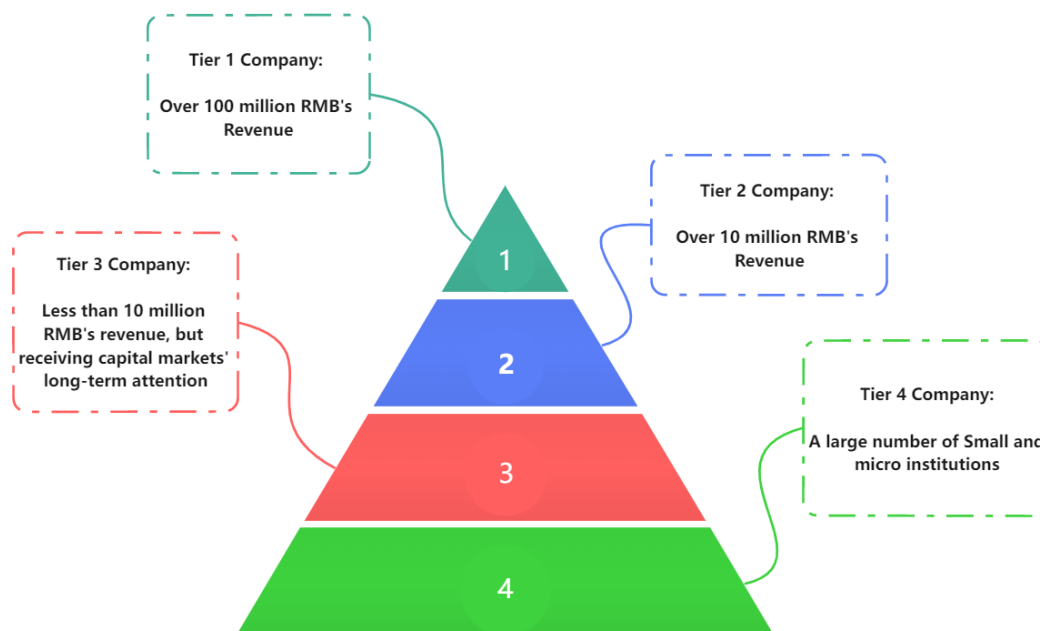 Tier 1 Company:
Over 100 million RMB's
Revenue
Tier 2 Company:
Over 10 million RMB's
Revenue
Tier 3 Company:
Less than 10 million
RMB's revenue, but
receiving capital markets'
long-term attention
Tier 4 Company:
A large number of Small and
micro institutions
1
2
3
4